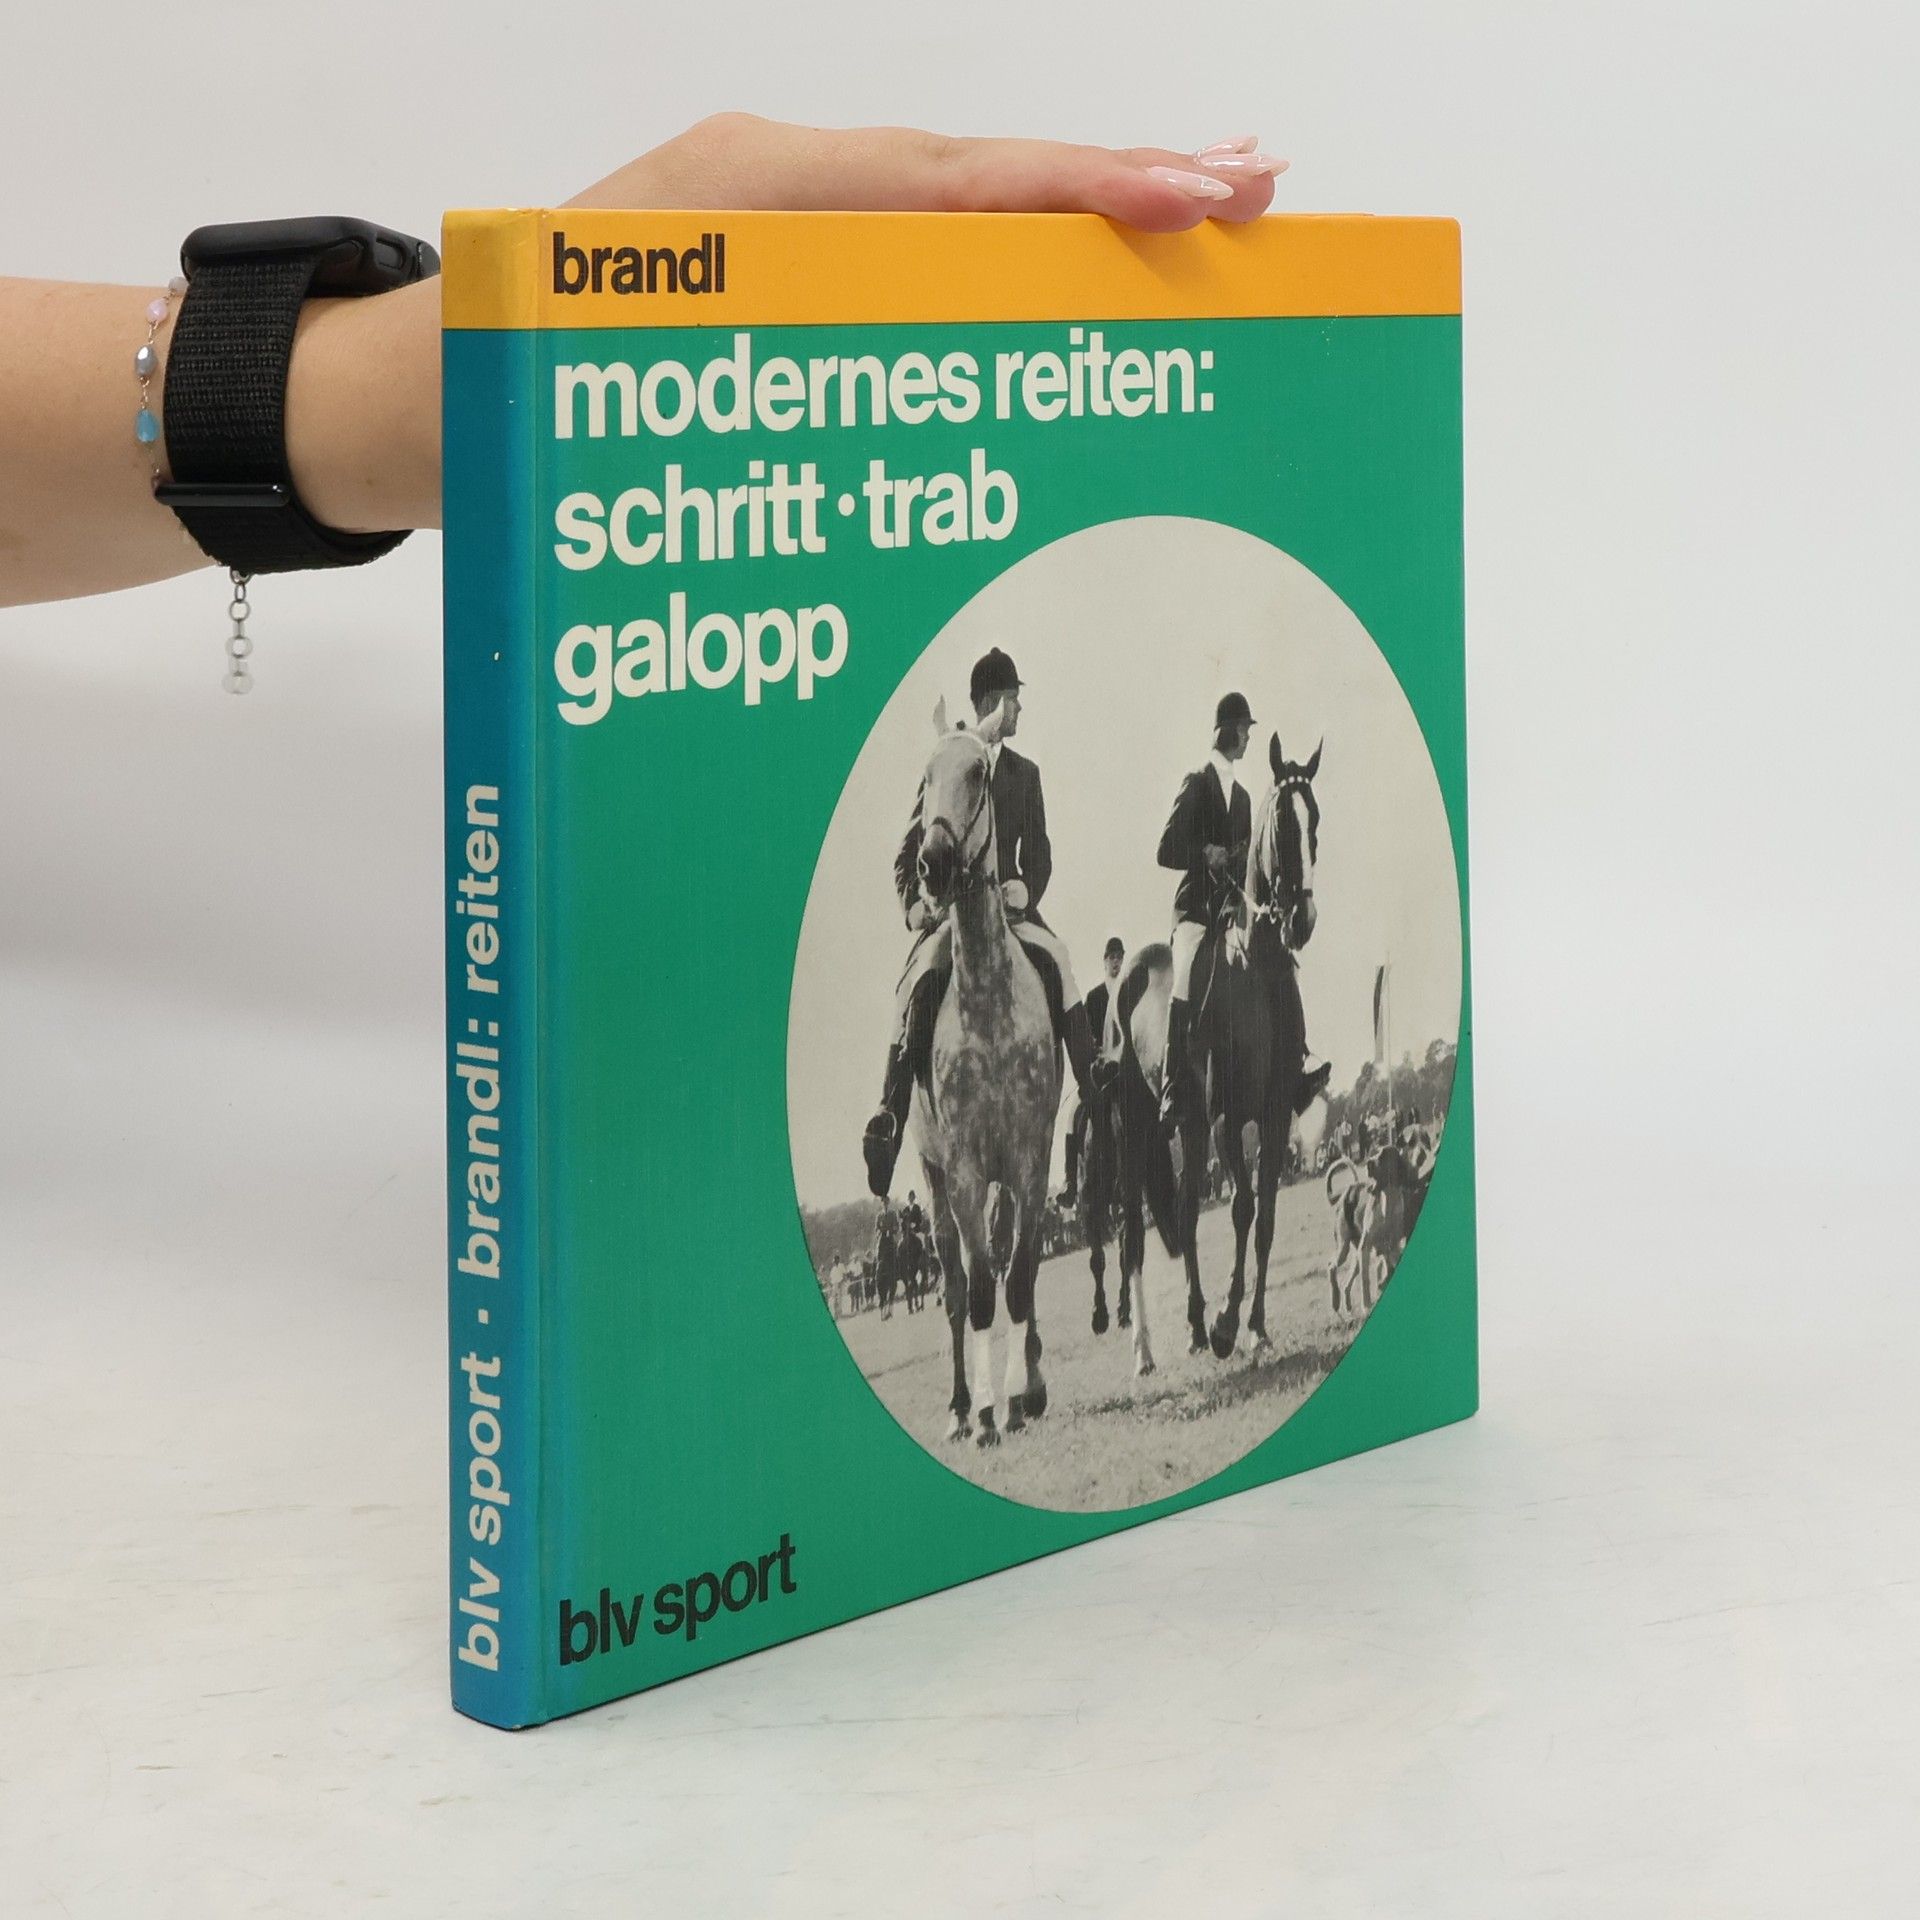 brandl
modernes reiten:
schritt · trab
galopp
blv sport
blv sport · brandl: reiten